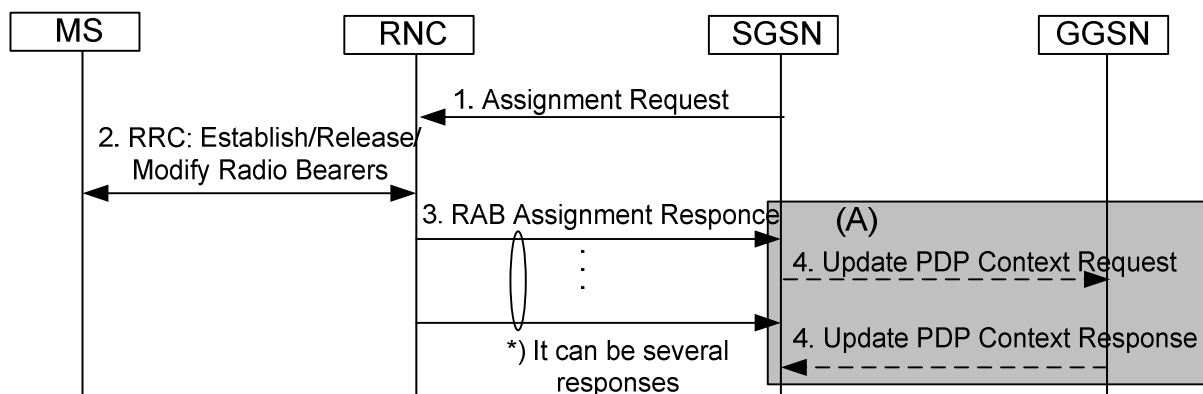 MS
RNC
SGSN
GGSN
1. Assignment Request
2. RRC: Establish/Release/
Modify Radio Bearers
3. RAB Assignment Responce
(A)
4. Update PDP Context Request
4. Update PDP Context Response
*) It can be several
responses